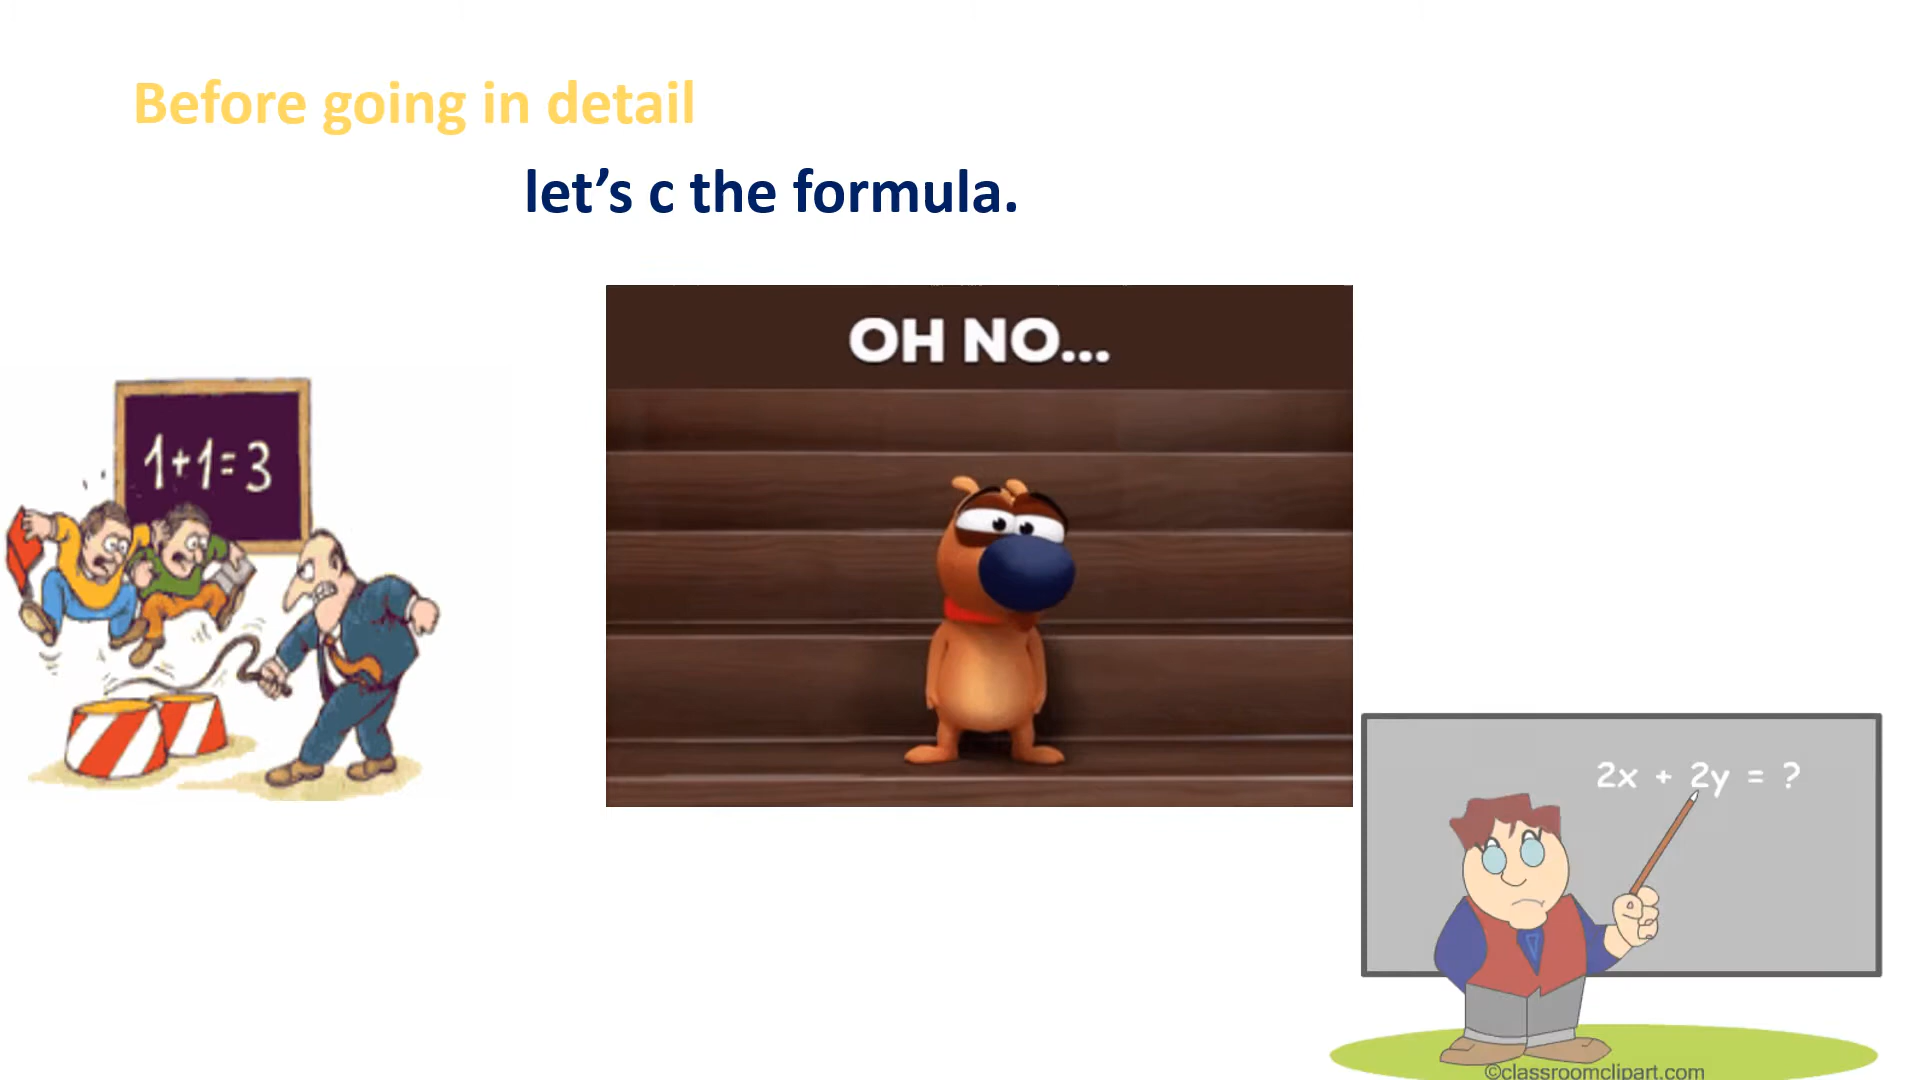 Before going in detail
let’s c the formula.
OH NO...
1+1=3
2x + 2y = ?
©classroomclipart.com